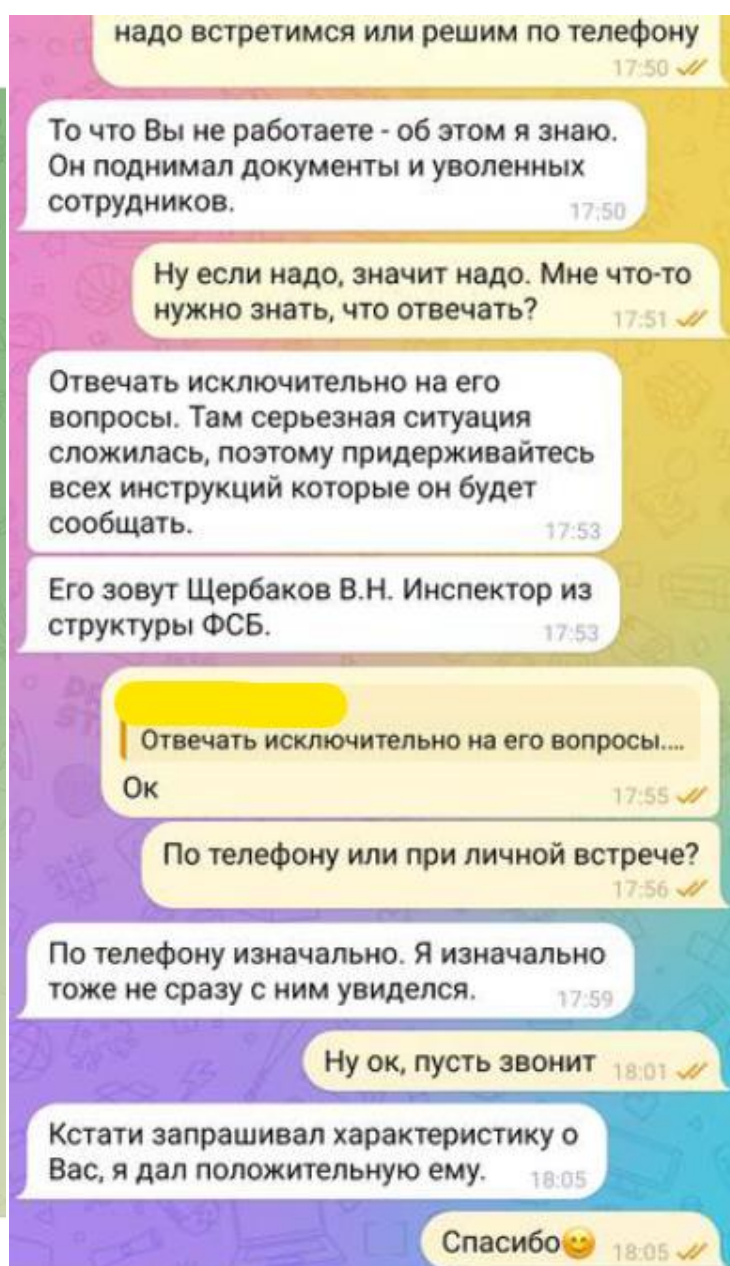 надо встретимся или решим по телефону
17:50
То что Вы не работаете - об этом я знаю.
Он поднимал документы и уволенных
сотрудников.
17:50
Ну если надо, значит надо. Мне что-то
нужно знать, что отвечать?
17:51
Отвечать исключительно на его
вопросы. Там серьезная ситуация
сложилась, поэтому придерживайтесь
всех инструкций которые он будет
сообщать.
17:53
Его зовут Щербаков В.Н. Инспектор из
структуры ФСБ.
17:53
Отвечать исключительно на его вопросы....
Ок
17:55
По телефону или при личной встрече?
17:56
По телефону изначально. Я изначально
тоже не сразу с ним увиделся.
17:59
Ну ок, пусть звонит 18:01
Кстати запрашивал характеристику о
Вас, я дал положительную ему.
18:05
Спасибо😊 18:05